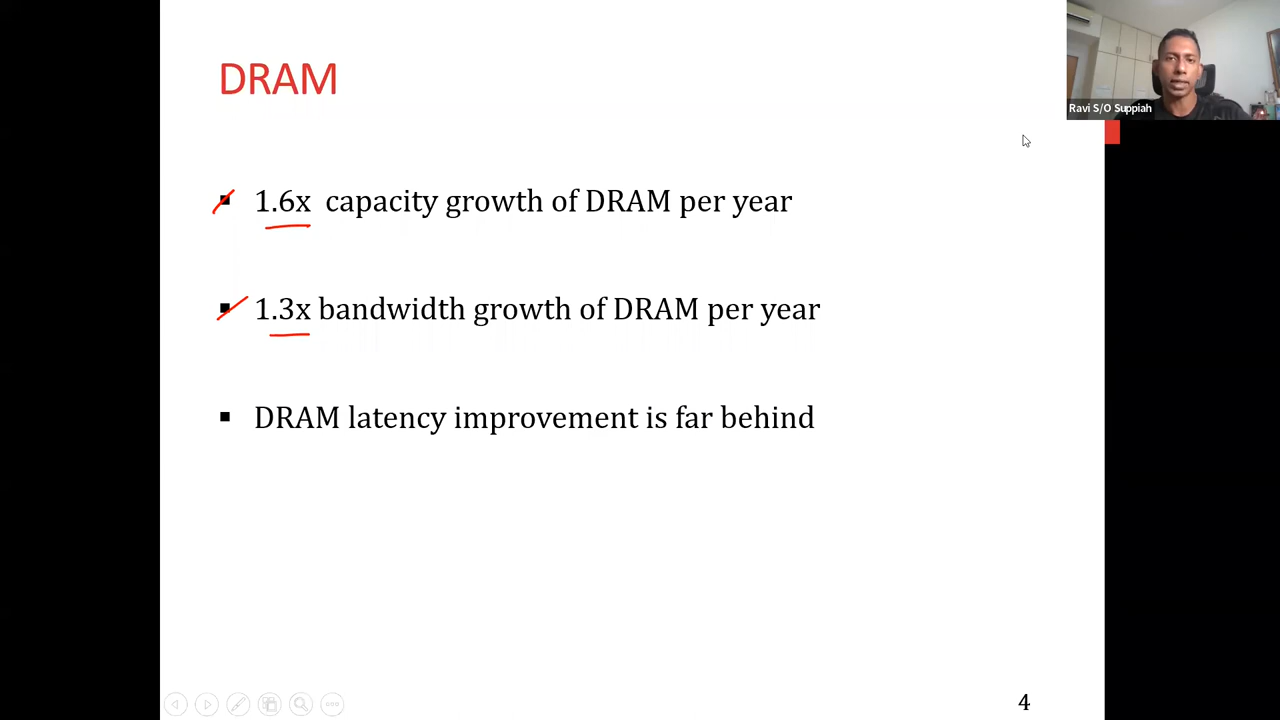 DRAM
Ravi S/O Suppiah
▪ 1.6x capacity growth of DRAM per year
▪ 1.3x bandwidth growth of DRAM per year
▪ DRAM latency improvement is far behind
4